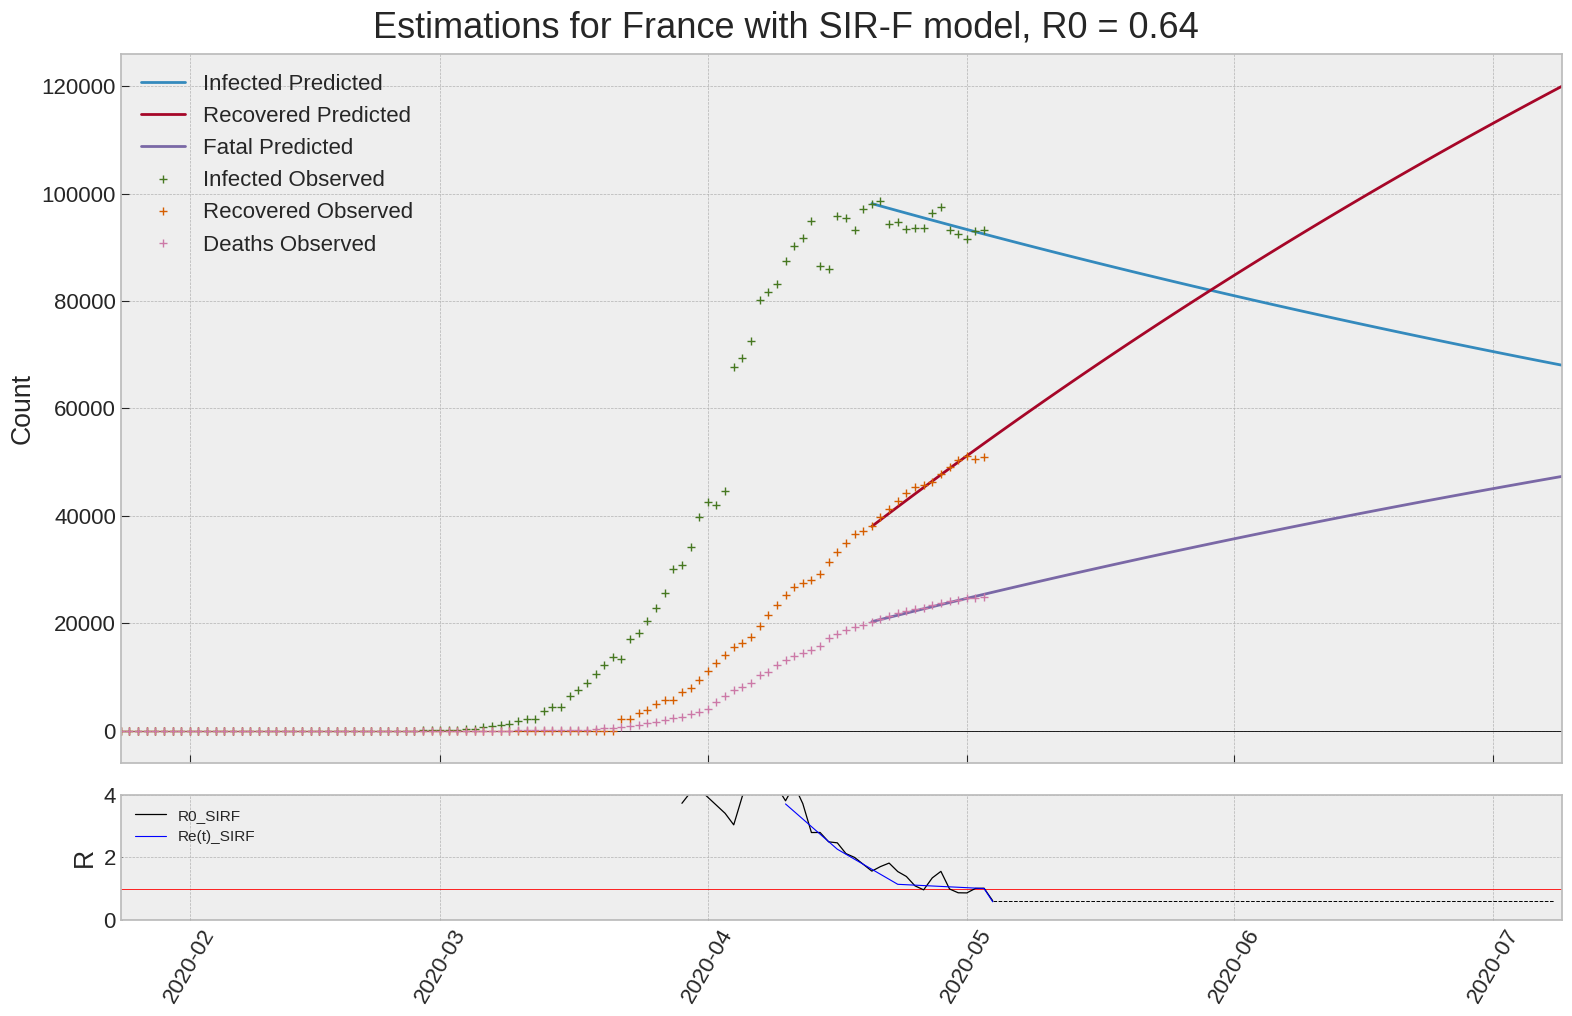 Estimations for France with SIR-F model, R0 = 0.64
120000
100000
80000
60000
40000
20000
0
Count
Infected Predicted
Recovered Predicted
Fatal Predicted
Infected Observed
Recovered Observed
Deaths Observed
4
2
0
R
R0_SIRF
Re(t)_SIRF
2020-02
2020-03
2020-04
2020-05
2020-06
2020-07